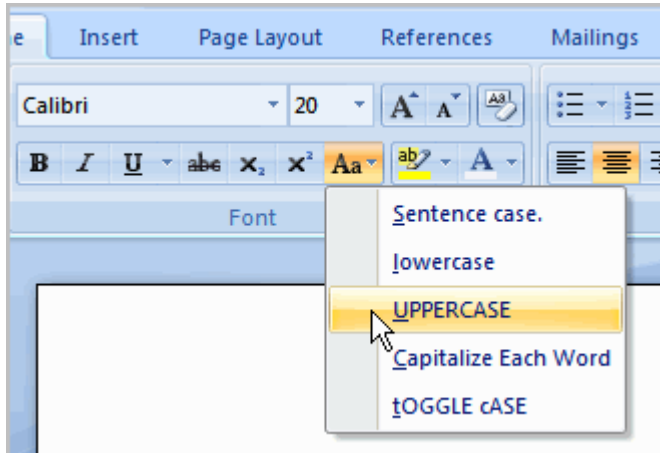 e Insert Page Layout References Mailings
Calibri 20 A A Aa
B I U abc x₂ x² Aa ab A
Font
Sentence case.
lowercase
UPPERCASE
Capitalize Each Word
tOGGLE cASE